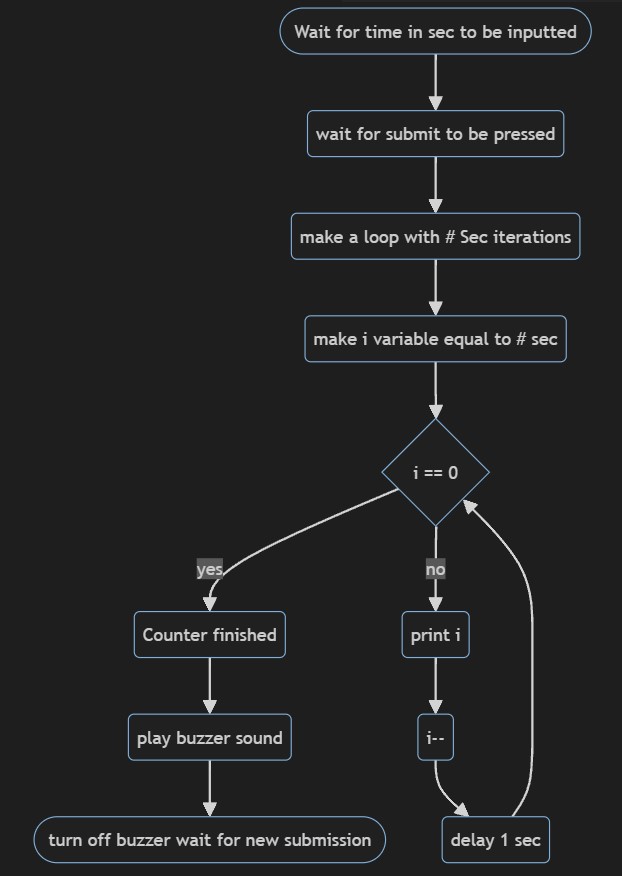 Wait for time in sec to be inputted
wait for submit to be pressed
make a loop with # Sec iterations
make i variable equal to # sec
i == 0
yes
no
Counter finished
print i
play buzzer sound
i--
turn off buzzer wait for new submission
delay 1 sec